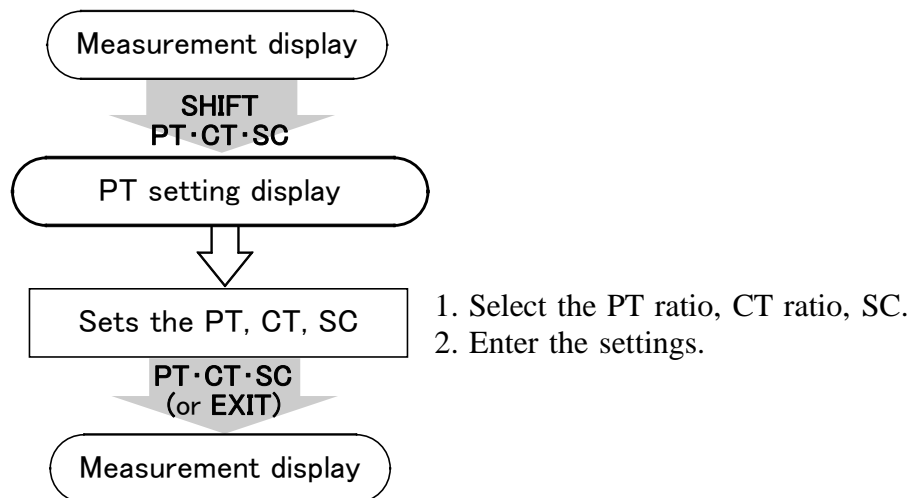 Measurement display
SHIFT
PT･CT･SC
PT setting display
Sets the PT, CT, SC
1. Select the PT ratio, CT ratio, SC.
2. Enter the settings.
PT･CT･SC
(or EXIT)
Measurement display